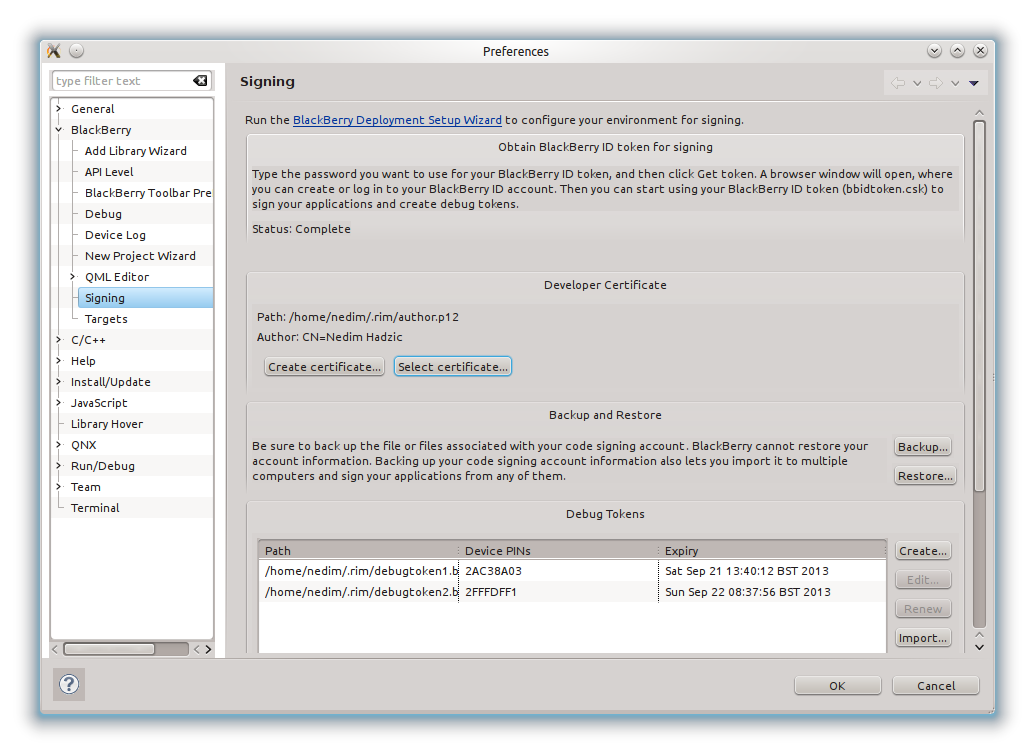 Preferences
type filter text
General
BlackBerry
Add Library Wizard
API Level
BlackBerry Toolbar Pre
Debug
Device Log
New Project Wizard
QML Editor
Signing
Targets
C/C++
Help
Install/Update
JavaScript
Library Hover
QNX
Run/Debug
Team
Terminal
Signing
Run the BlackBerry Deployment Setup Wizard to configure your environment for signing.
Obtain BlackBerry ID token for signing
Type the password you want to use for your BlackBerry ID token, and then click Get token. A browser window will open, where
you can create or log in to your BlackBerry ID account. Then you can start using your BlackBerry ID token (bbidtoken.csk) to
sign your applications and create debug tokens.
Status: Complete
Developer Certificate
Path: /home/nedim/.rim/author.p12
Author: CN=Nedim Hadzic
Create certificate... Select certificate...
Backup and Restore
Be sure to back up the file or files associated with your code signing account. BlackBerry cannot restore your
account information. Backing up your code signing account information also lets you import it to multiple
computers and sign your applications from any of them.
Backup...
Restore...
Debug Tokens
Path Device PINs Expiry
/home/nedim/.rim/debugtoken1.b 2AC38A03 Sat Sep 21 13:40:12 BST 2013
/home/nedim/.rim/debugtoken2.b 2FFFDFF1 Sun Sep 22 08:37:56 BST 2013
Create...
Edit...
Renew
Import...
?
OK Cancel